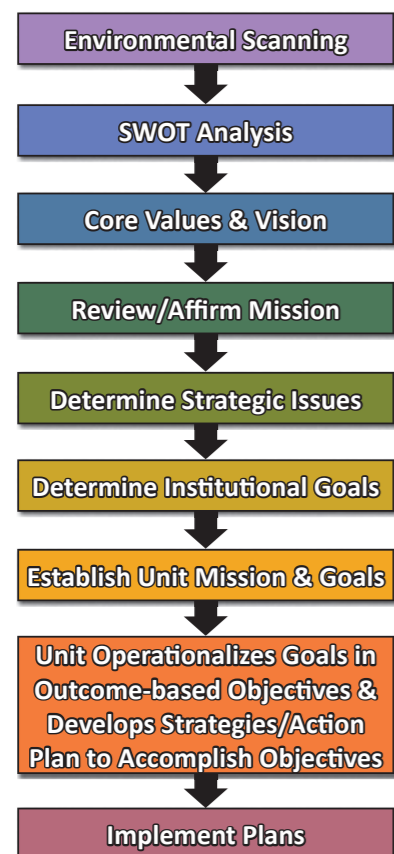 Environmental Scanning
SWOT Analysis
Core Values & Vision
Review/Affirm Mission
Determine Strategic Issues
Determine Institutional Goals
Establish Unit Mission & Goals
Unit Operationalizes Goals in
Outcome-based Objectives &
Develops Strategies/Action
Plan to Accomplish Objectives
Implement Plans